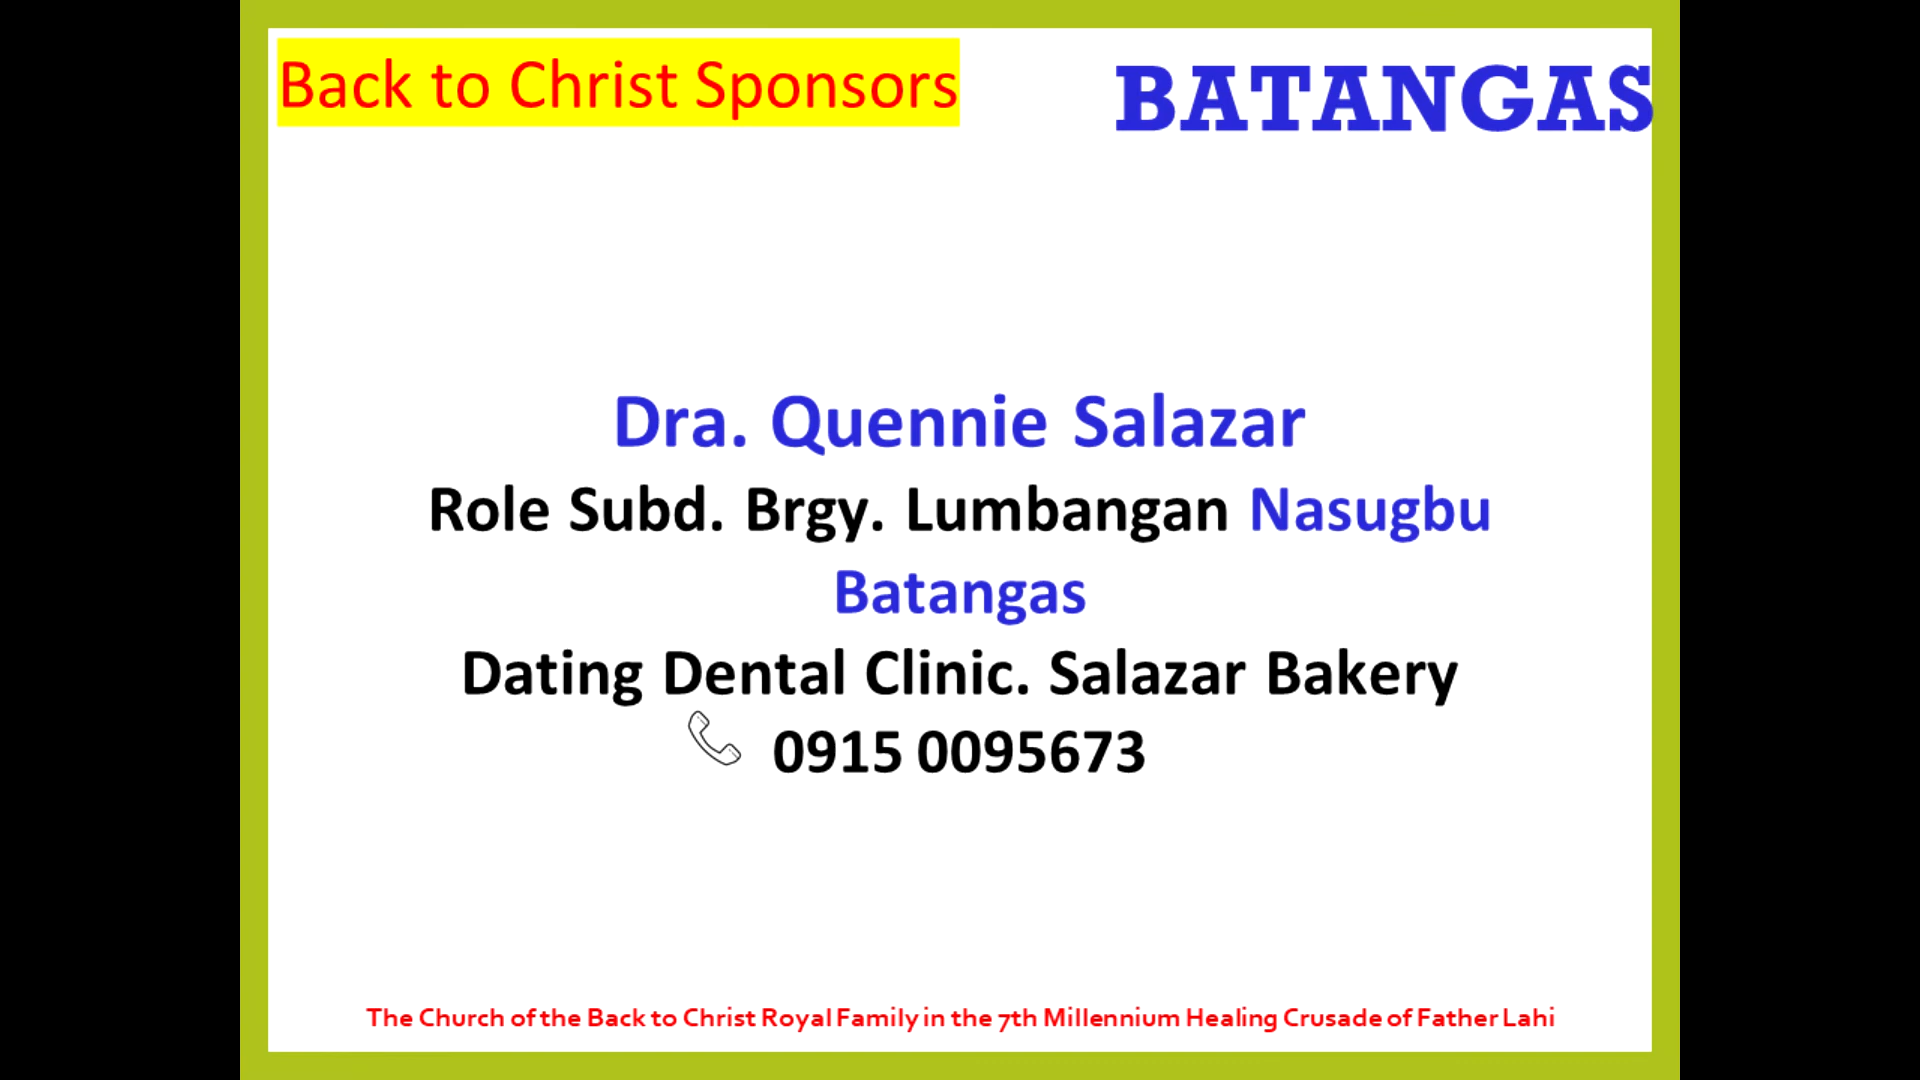 Back to Christ Sponsors
BATANGAS
Dra. Quennie Salazar
Role Subd. Brgy. Lumbangan Nasugbu
Batangas
Dating Dental Clinic. Salazar Bakery
0915 0095673
The Church of the Back to Christ Royal Family in the 7th Millennium Healing Crusade of Father Lahi